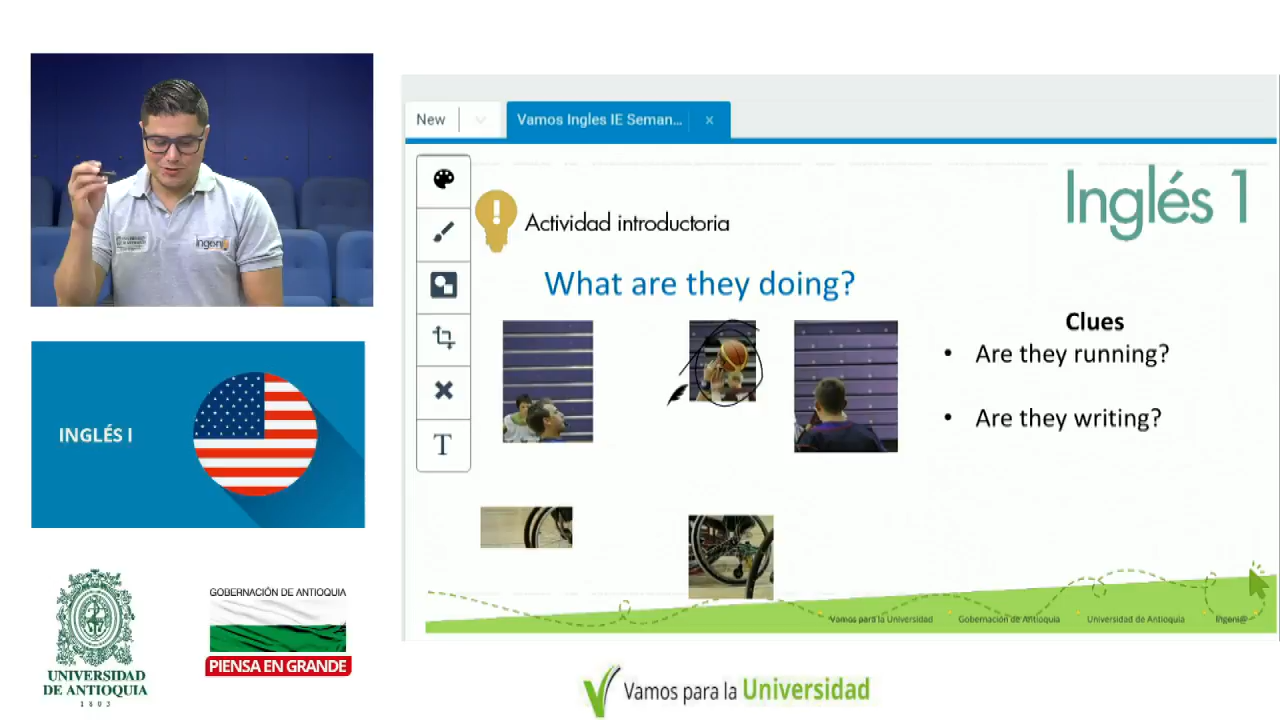 New
Vamos Ingles IE Seman...
Inglés 1
Actividad introductoria
What are they doing?
Clues
• Are they running?
• Are they writing?
T
Vamos para la Universidad
Gobernación de Antioquia
Universidad de Antioquia
Ingeni@
INGLÉS I
UNIVERSIDAD
DE ANTIOQUIA
1803
GOBERNACIÓN DE ANTIOQUIA
PIENSA EN GRANDE
Vamos para la Universidad